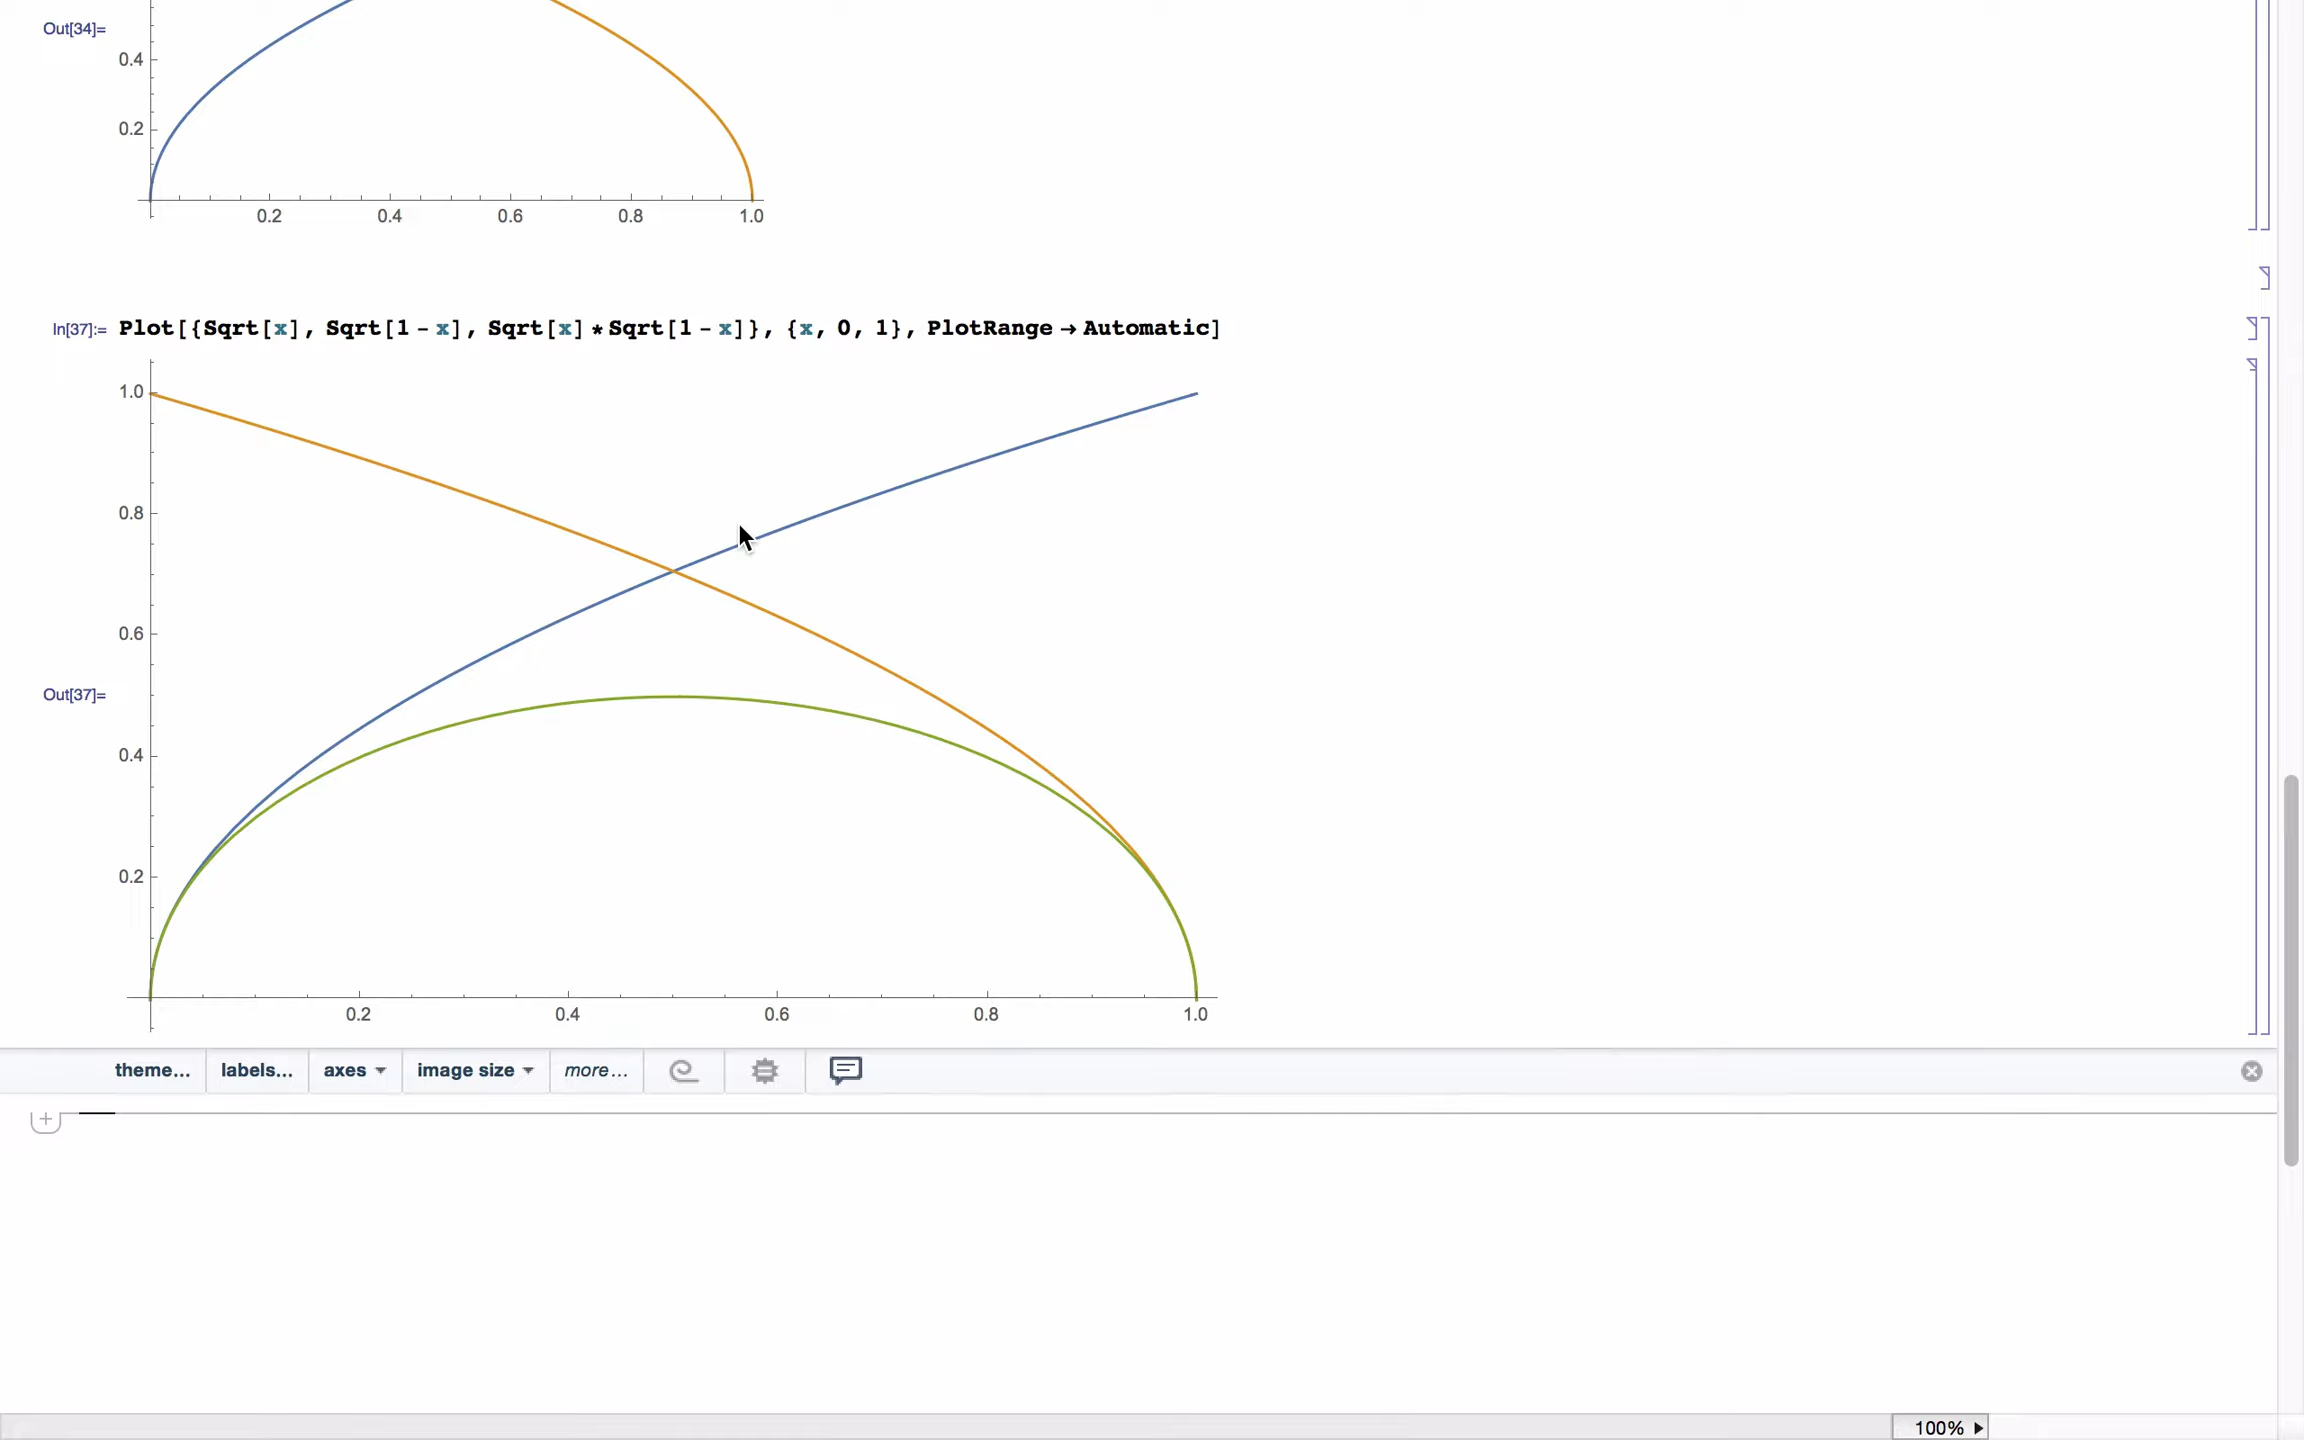 Out[34]=
0.4
0.2
0.2 0.4 0.6 0.8 1.0
In[37]:= Plot[{Sqrt[x], Sqrt[1 - x], Sqrt[x] * Sqrt[1 - x]}, {x, 0, 1}, PlotRange → Automatic]
1.0
0.8
0.6
Out[37]=
0.4
0.2
0.2 0.4 0.6 0.8 1.0
theme... labels... axes image size more...
100%